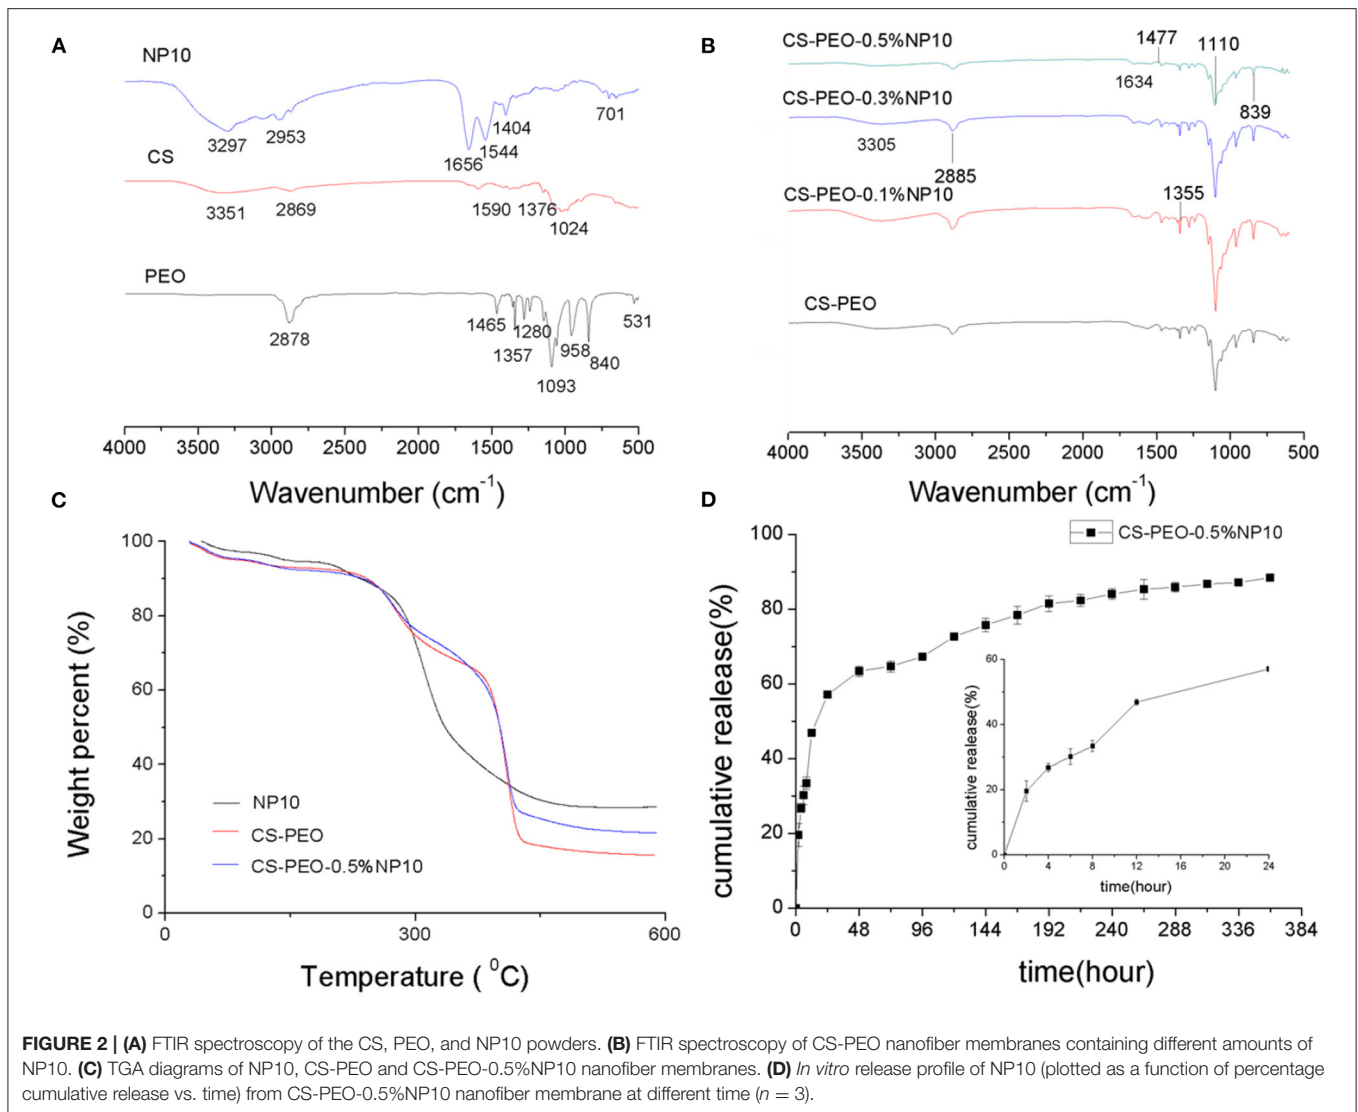 A
NP10
3297
2953
1656
1544
1404
701
CS
3351
2869
1590
1376
1024
PEO
2878
1465
1357
1280
1093
958
840
531
4000 3500 3000 2500 2000 1500 1000 500
Wavenumber (cm-1)
B
CS-PEO-0.5%NP10
1477
1110
1634
839
CS-PEO-0.3%NP10
3305
2885
CS-PEO-0.1%NP10
1355
CS-PEO
4000 3500 3000 2500 2000 1500 1000 500
Wavenumber (cm-1)
C
100
80
60
40
20
0
Weight percent (%)
NP10
CS-PEO
CS-PEO-0.5%NP10
0 300 600
Temperature ( 0C)
D
100
80
60
40
20
0
cumulative realease(%)
CS-PEO-0.5%NP10
60
40
20
0
cumulative realease(%)
4 8 12 16 20 24
time(hour)
0 48 96 144 192 240 288 336 384
time(hour)
FIGURE 2 | (A) FTIR spectroscopy of the CS, PEO, and NP10 powders. (B) FTIR spectroscopy of CS-PEO nanofiber membranes containing different amounts of
NP10. (C) TGA diagrams of NP10, CS-PEO and CS-PEO-0.5%NP10 nanofiber membranes. (D) In vitro release profile of NP10 (plotted as a function of percentage
cumulative release vs. time) from CS-PEO-0.5%NP10 nanofiber membrane at different time (n = 3).